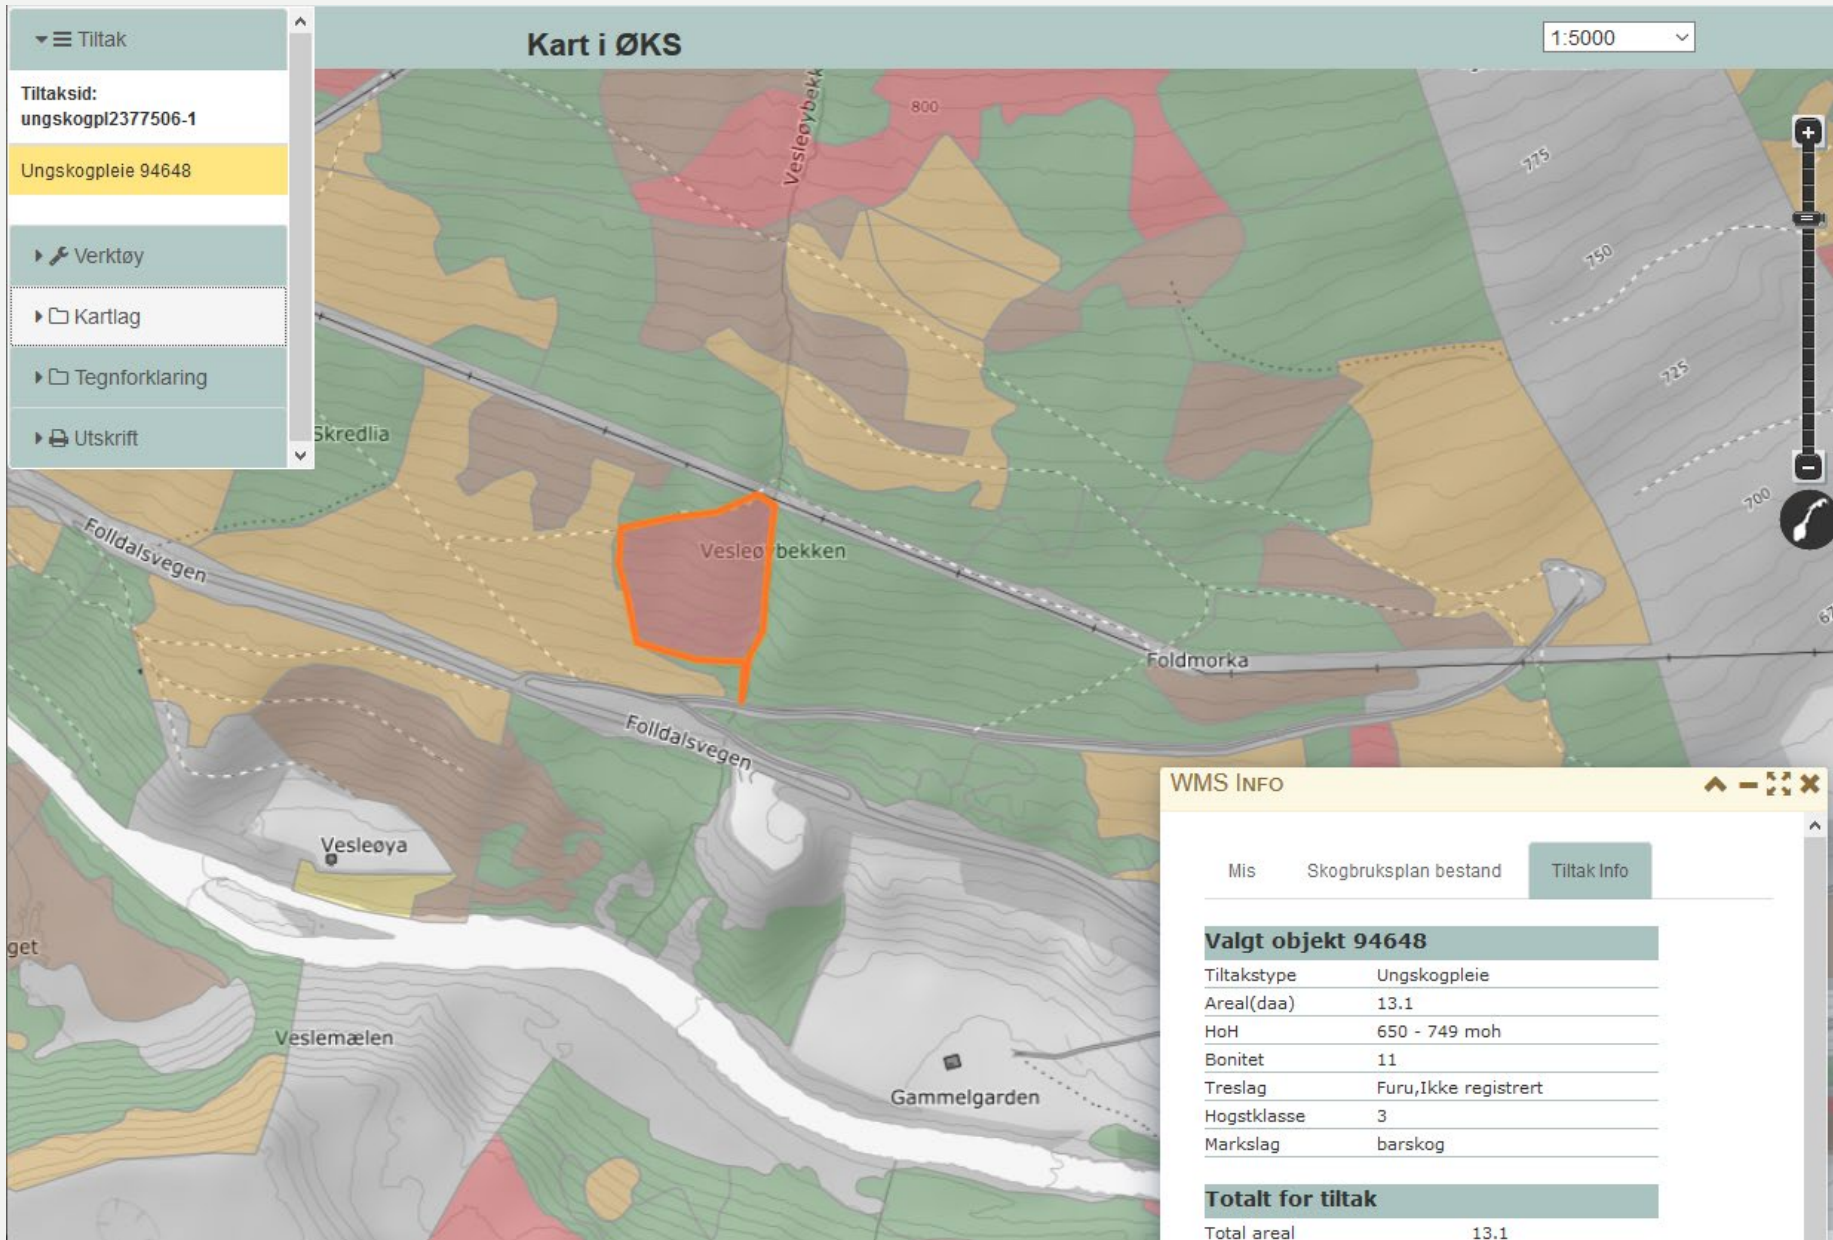 Tiltak
Kart i ØKS
1:5000
Tiltaksid:
ungskogpl2377506-1
Ungskogpleie 94648
Verktøy
Kartlag
Tegnforklaring
Utskrift
Vesleøybekk
800
775
750
725
700
67
Skredlia
Folldalsvegen
Vesleøybekken
Foldmorka
Folldalsvegen
Vesleøya
get
Veslemælen
Gammelgarden
WMS INFO
Mis Skogbruksplan bestand Tiltak Info
Valgt objekt 94648
Tiltakstype Ungskogpleie
Areal(daa) 13.1
HoH 650 - 749 moh
Bonitet 11
Treslag Furu,Ikke registrert
Hogstklasse 3
Markslag barskog
Totalt for tiltak
Total areal 13.1